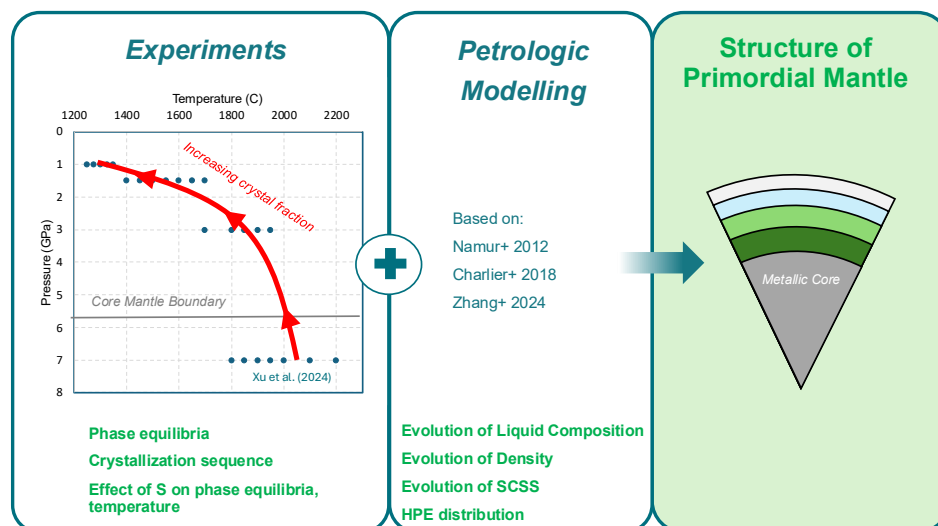 Experiments
Temperature (C)
1200 1400 1600 1800 2000 2200
0
1
2
3
4
5
6
7
8
Pressure (GPa)
Increasing crystal fraction
Core Mantle Boundary
Xu et al. (2024)
Phase equilibria
Crystallization sequence
Effect of S on phase equilibria,
temperature
Petrologic
Modelling
Based on:
Namur+ 2012
Charlier+ 2018
Zhang+ 2024
Evolution of Liquid Composition
Evolution of Density
Evolution of SCSS
HPE distribution
Structure of
Primordial Mantle
Metallic Core